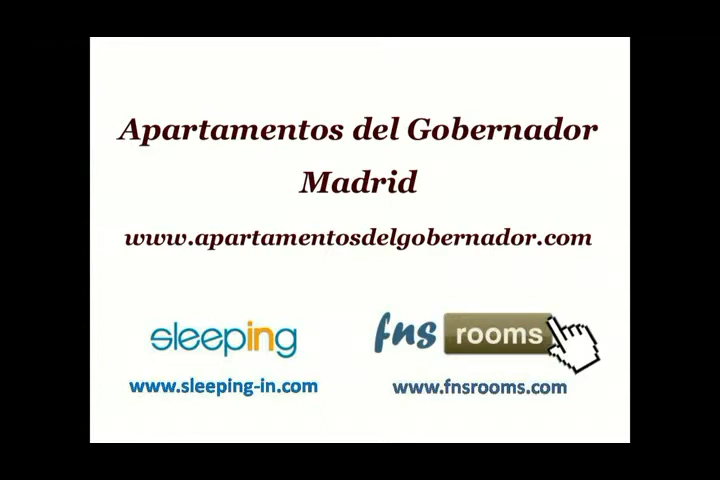 Apartamentos del Gobernador
Madrid
www.apartamentosdelgobernador.com
sleeping
fns rooms
www.sleeping-in.com
www.fnsrooms.com